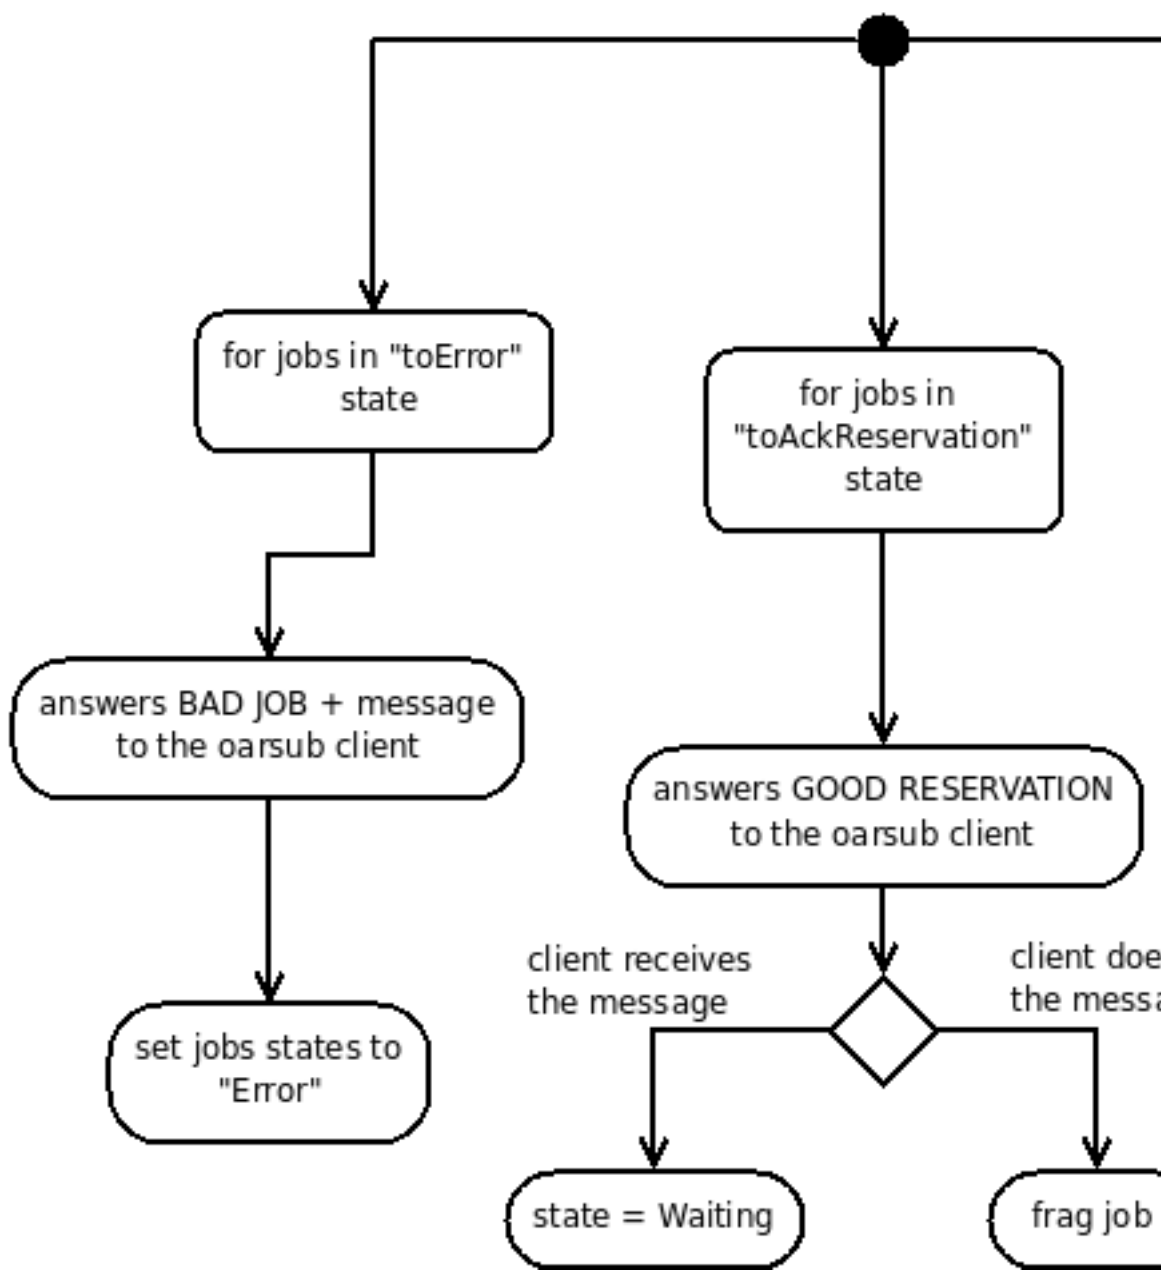 for jobs in "toError"
state
for jobs in
"toAckReservation"
state
answers BAD JOB + message
to the oarsub client
answers GOOD RESERVATION
to the oarsub client
client receives
the message
client
the
set jobs states to
"Error"
state = Waiting
frag job